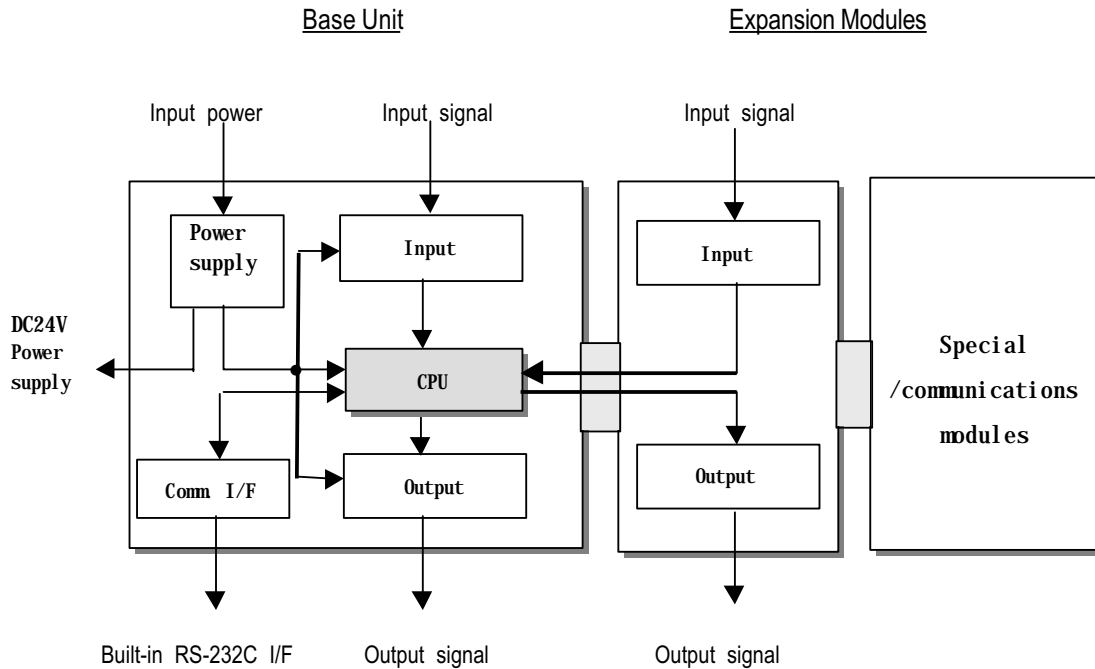 Base Unit
Expansion Modules
Input power
Input signal
Input signal
Power
supply
Input
Input
DC24V
Power
supply
CPU
Special
/communications
modules
Comm I/F
Output
Output
Built-in RS-232C I/F
Output signal
Output signal